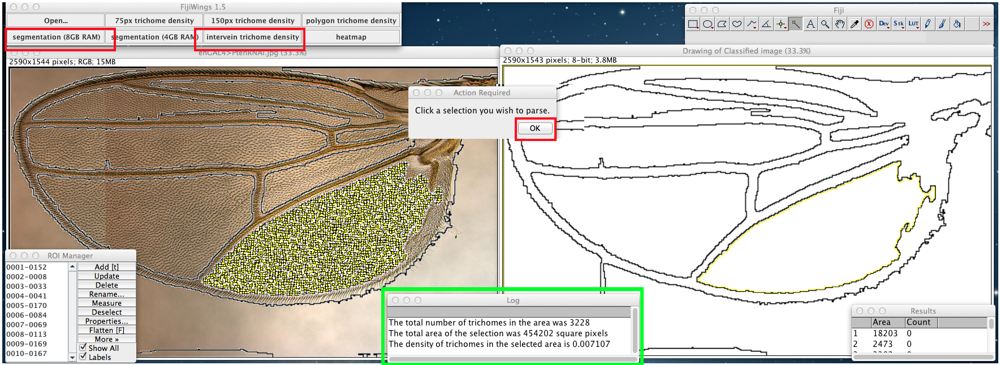 FijiWings 1.5
Open... 75px trichome density 150px trichome density polygon trichome density
segmentation (8GB RAM) segmentation (4GB RAM) intervein trichome density heatmap
enGAL4>PtenRNAi.jpg (33.3%)
2590x1544 pixels; RGB; 15MB
Fiji
Dev Stk LUT >>
Drawing of Classified image (33.3%)
2590x1543 pixels; 8-bit; 3.8MB
Action Required
Click a selection you wish to parse.
OK
ROI Manager
0001-0152
0002-0008
0003-0033
0004-0041
0005-0170
0006-0084
0007-0069
0008-0113
0009-0169
0010-0167
Add [t]
Update
Delete
Rename...
Measure
Deselect
Properties...
Flatten [F]
More »
Show All
Labels
Log
The total number of trichomes in the area was 3228
The total area of the selection was 454202 square pixels
The density of trichomes in the selected area is 0.007107
Results
Area Count
1 18203 0
2 2473 0